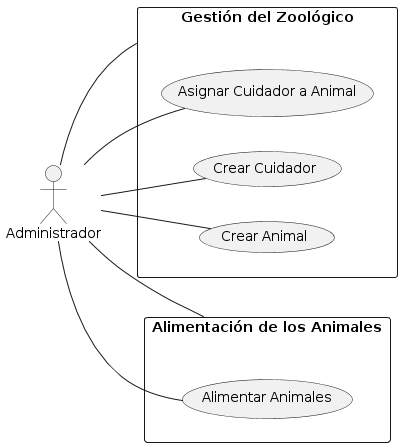 Gestión del Zoológico
Asignar Cuidador a Animal
Crear Cuidador
Crear Animal
Administrador
Alimentación de los Animales
Alimentar Animales